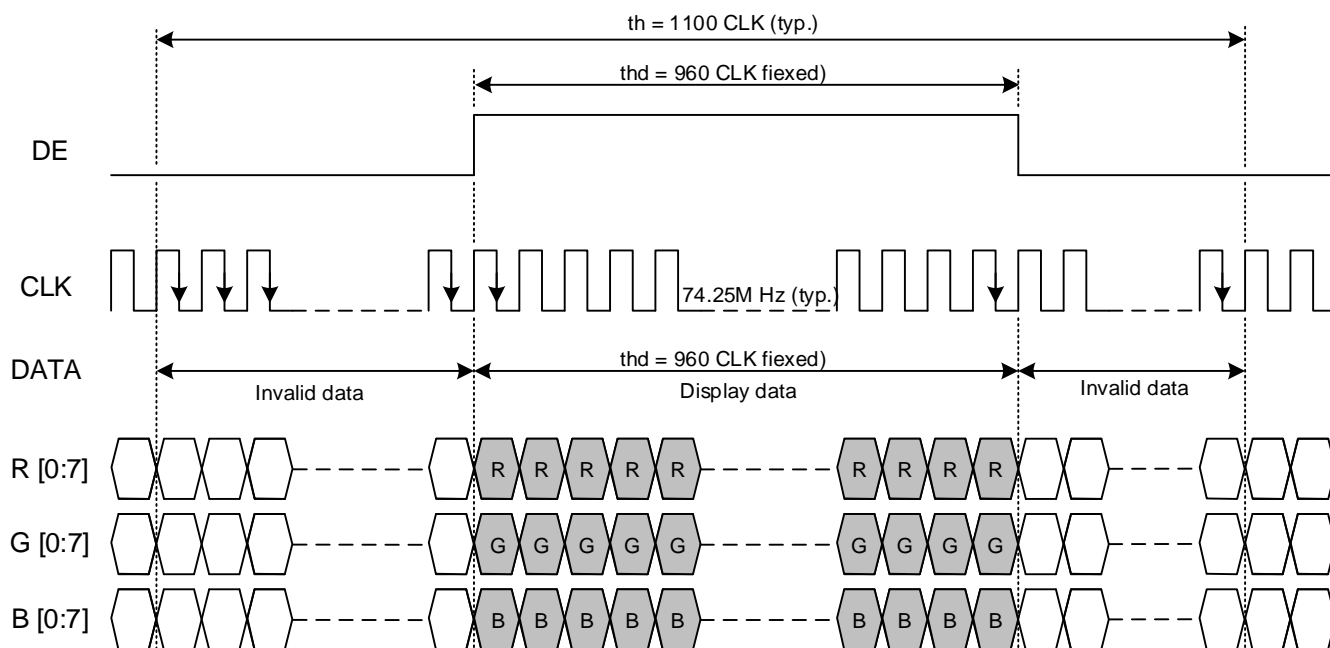 th = 1100 CLK (typ.)
thd = 960 CLK fiexed)
DE
CLK
74.25M Hz (typ.)
DATA
thd = 960 CLK fiexed)
Invalid data
Display data
Invalid data
R [0:7]
R R R R R R R R R
G [0:7]
G G G G G G G G G
B [0:7]
B B B B B B B B B